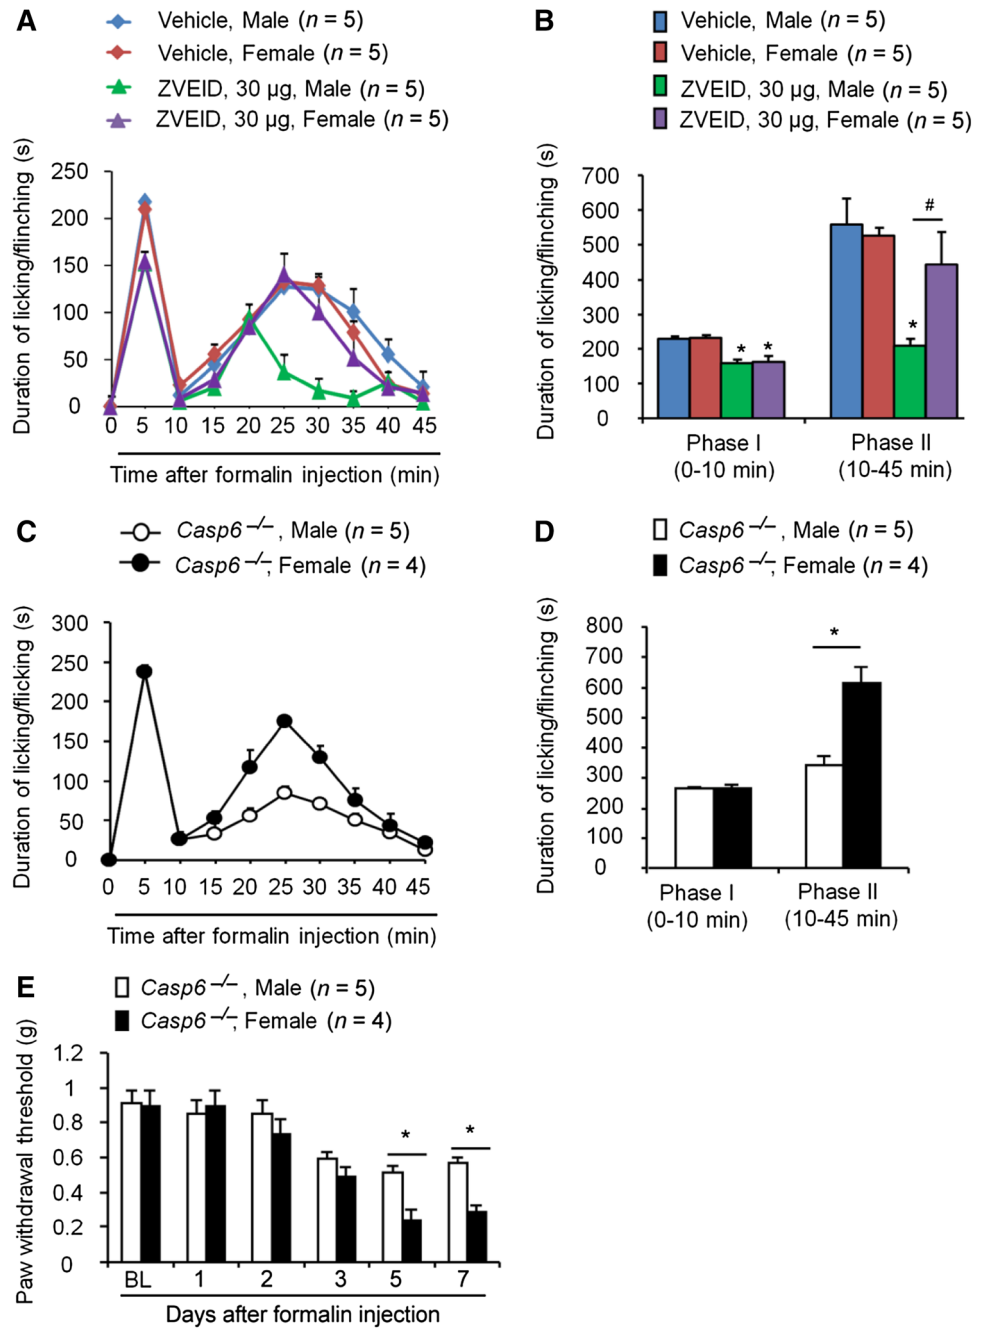 A
Vehicle, Male (n = 5)
Vehicle, Female (n = 5)
ZVEID, 30 µg, Male (n = 5)
ZVEID, 30 µg, Female (n = 5)
Duration of licking/flinching (s)
250
200
150
100
50
0
0 5 10 15 20 25 30 35 40 45
Time after formalin injection (min)
B
Vehicle, Male (n = 5)
Vehicle, Female (n = 5)
ZVEID, 30 µg, Male (n = 5)
ZVEID, 30 µg, Female (n = 5)
Duration of licking/flinching (s)
700
600
500
400
300
200
100
0
* * * #
Phase I Phase II
(0-10 min) (10-45 min)
C
Casp6 –/– , Male (n = 5)
Casp6 –/–, Female (n = 4)
Duration of licking/flicking (s)
300
250
200
150
100
50
0
0 5 10 15 20 25 30 35 40 45
Time after formalin injection (min)
D
Casp6 –/– , Male (n = 5)
Casp6 –/–, Female (n = 4)
Duration of licking/flinching (s)
800
700
600
500
400
300
200
100
0
*
Phase I Phase II
(0-10 min) (10-45 min)
E
Casp6 –/– , Male (n = 5)
Casp6 –/–, Female (n = 4)
Paw withdrawal threshold (g)
1.2
1
0.8
0.6
0.4
0.2
0
* *
BL 1 2 3 5 7
Days after formalin injection